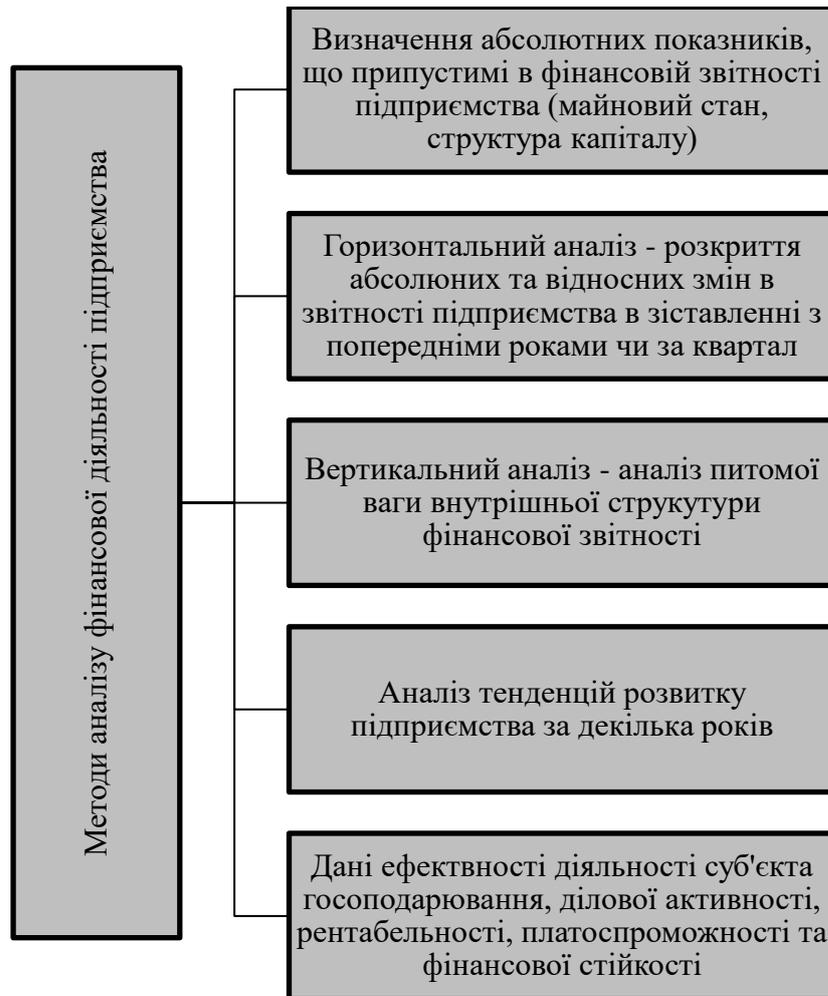 Методи аналізу фінансової діяльності підприємства
Визначення абсолютних показників,
що припустимі в фінансовій звітності
підприємства (майновий стан,
структура капіталу)
Горизонтальний аналіз - розкриття
абсолюних та відносних змін в
звітності підприємства в зіставленні з
попередніми роками чи за квартал
Вертикальний аналіз - аналіз питомої
ваги внутрішньої струкутури
фінансової звітності
Аналіз тенденцій розвитку
підприємства за декілька років
Дані ефектвності діяльності суб'єкта
госоподарювання, ділової активності,
рентабельності, платоспроможності та
фінансової стійкості